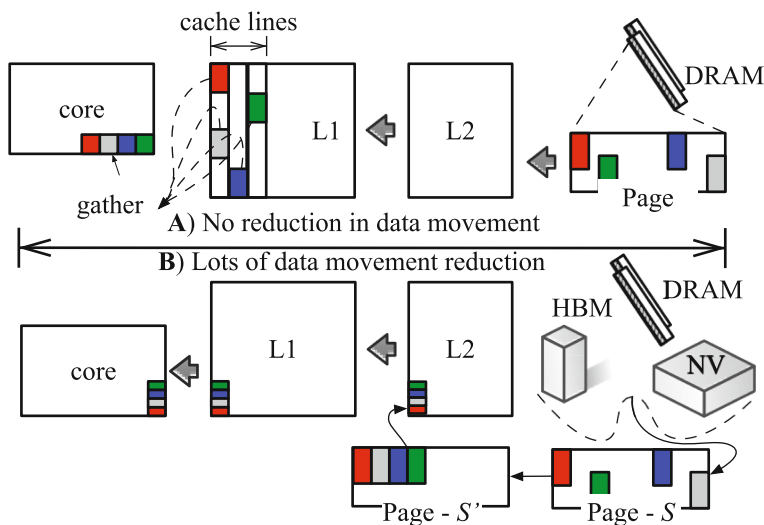 cache lines
DRAM
core
L1
L2
gather
Page
A) No reduction in data movement
B) Lots of data movement reduction
HBM
DRAM
NV
core
L1
L2
Page - S’
Page - S